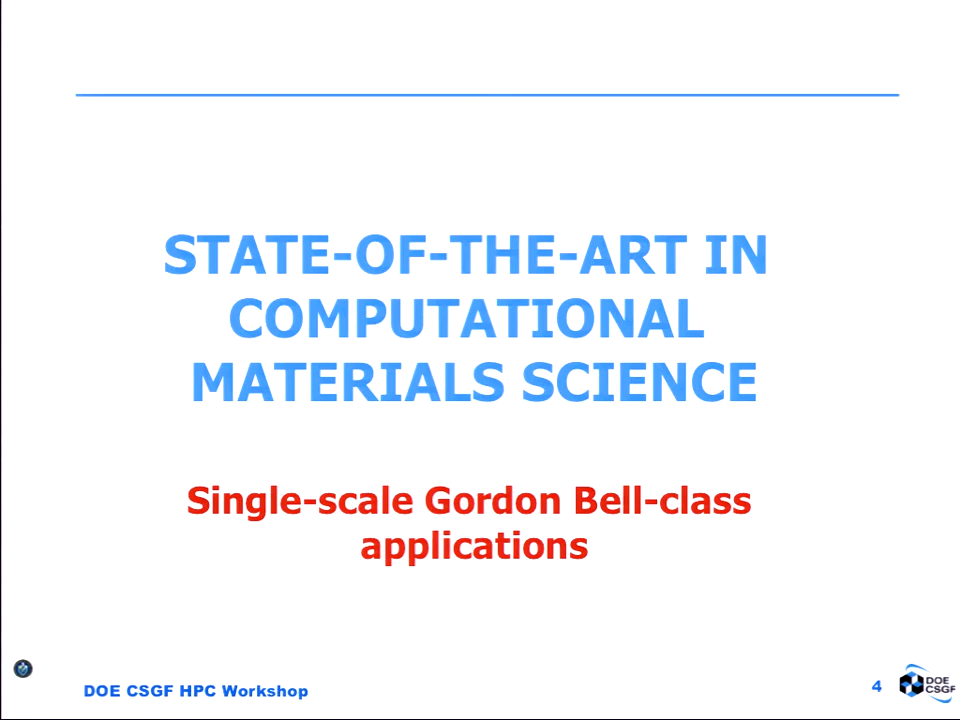 STATE-OF-THE-ART IN
COMPUTATIONAL
MATERIALS SCIENCE
Single-scale Gordon Bell-class
applications
DOE CSGF HPC Workshop
4
DOE
CSGF